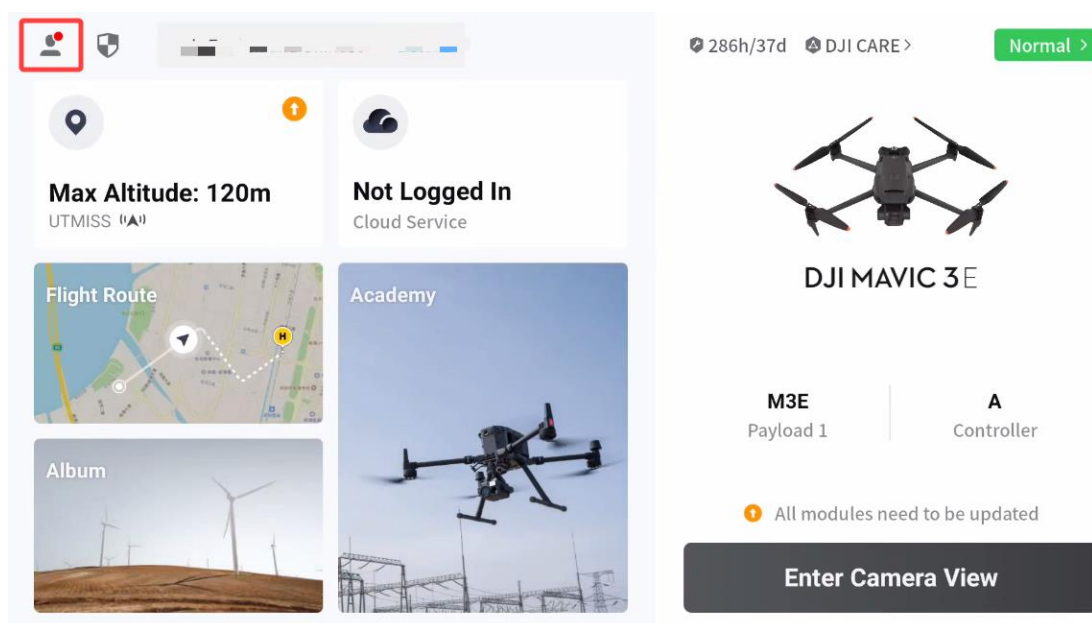 286h/37d DJI CARE >
Normal >
Max Altitude: 120m
UTMISS
Not Logged In
Cloud Service
Flight Route
H
Academy
Album
DJI MAVIC 3E
M3E
Payload 1
A
Controller
All modules need to be updated
Enter Camera View